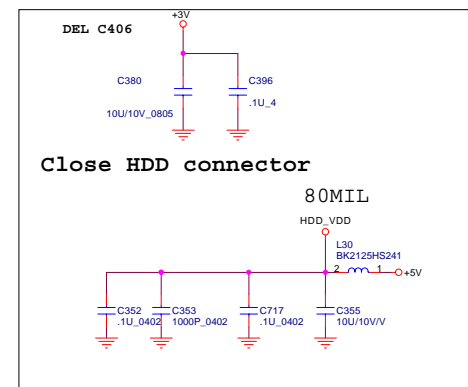 +3V
DEL C406
C380
C396
.1U_4
10U/10V_0805
Close HDD connector
80MIL
HDD_VDD
L30
BK2125HS241
2 1
+5V
C352 C353 C717 C355
.1U_0402 1000P_0402 .1U_0402 10U/10V/V